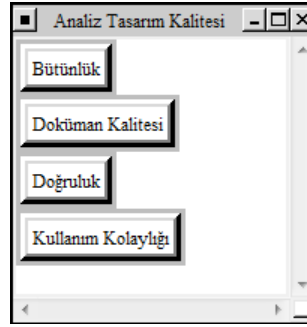 Analiz Tasarım Kalitesi
Bütünlük
Doküman Kalitesi
Doğruluk
Kullanım Kolaylığı